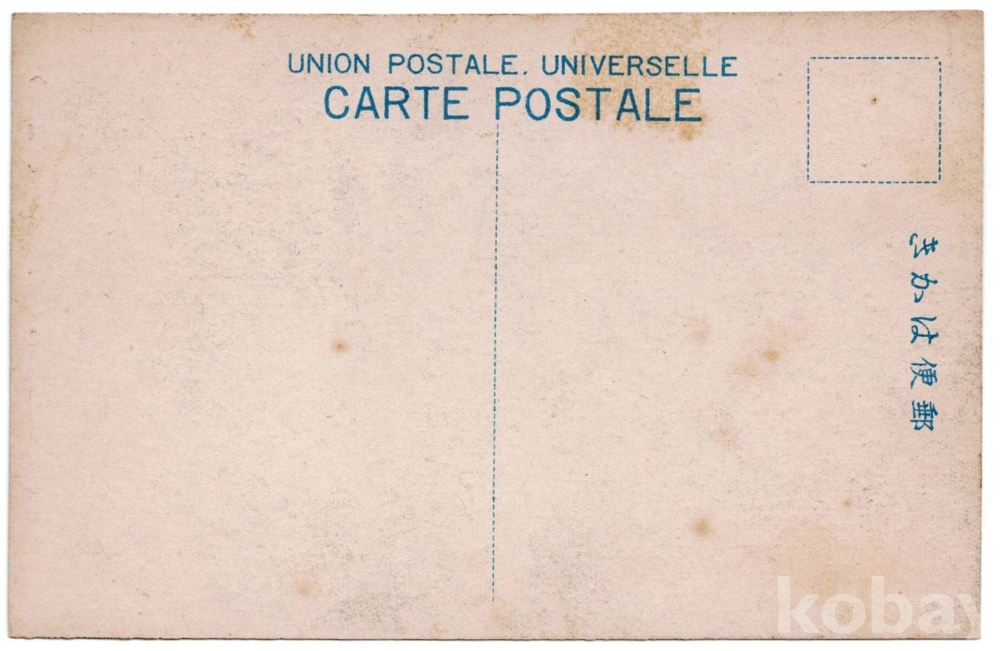 UNION POSTALE. UNIVERSELLE
CARTE POSTALE
きかは便郵
kobay